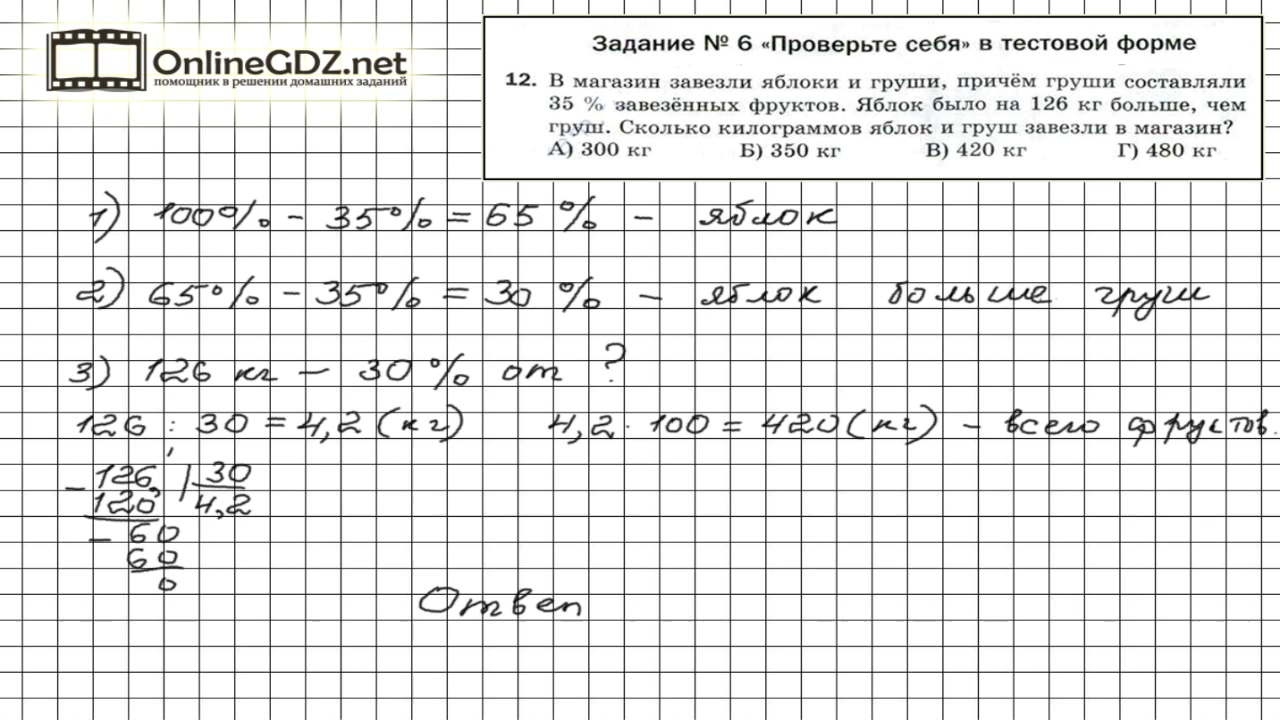 OnlineGDZ.net
помощник в решении домашних заданий
Задание № 6 «Проверьте себя» в тестовой форме
12. В магазин завезли яблоки и груши, причём груши составляли
35 % завезённых фруктов. Яблок было на 126 кг больше, чем
груш. Сколько килограммов яблок и груш завезли в магазин?
А) 300 кг Б) 350 кг В) 420 кг Г) 480 кг
1) 100% - 35% = 65% - яблок
2) 65% - 35% = 30% - яблок больше груш
3) 126 кг - 30% от ?
126 : 30 = 4,2 (кг) 4,2 · 100 = 420 (кг) - всего фруктов.
- 126, | 30
120 4,2
- 60
60
0
Ответ